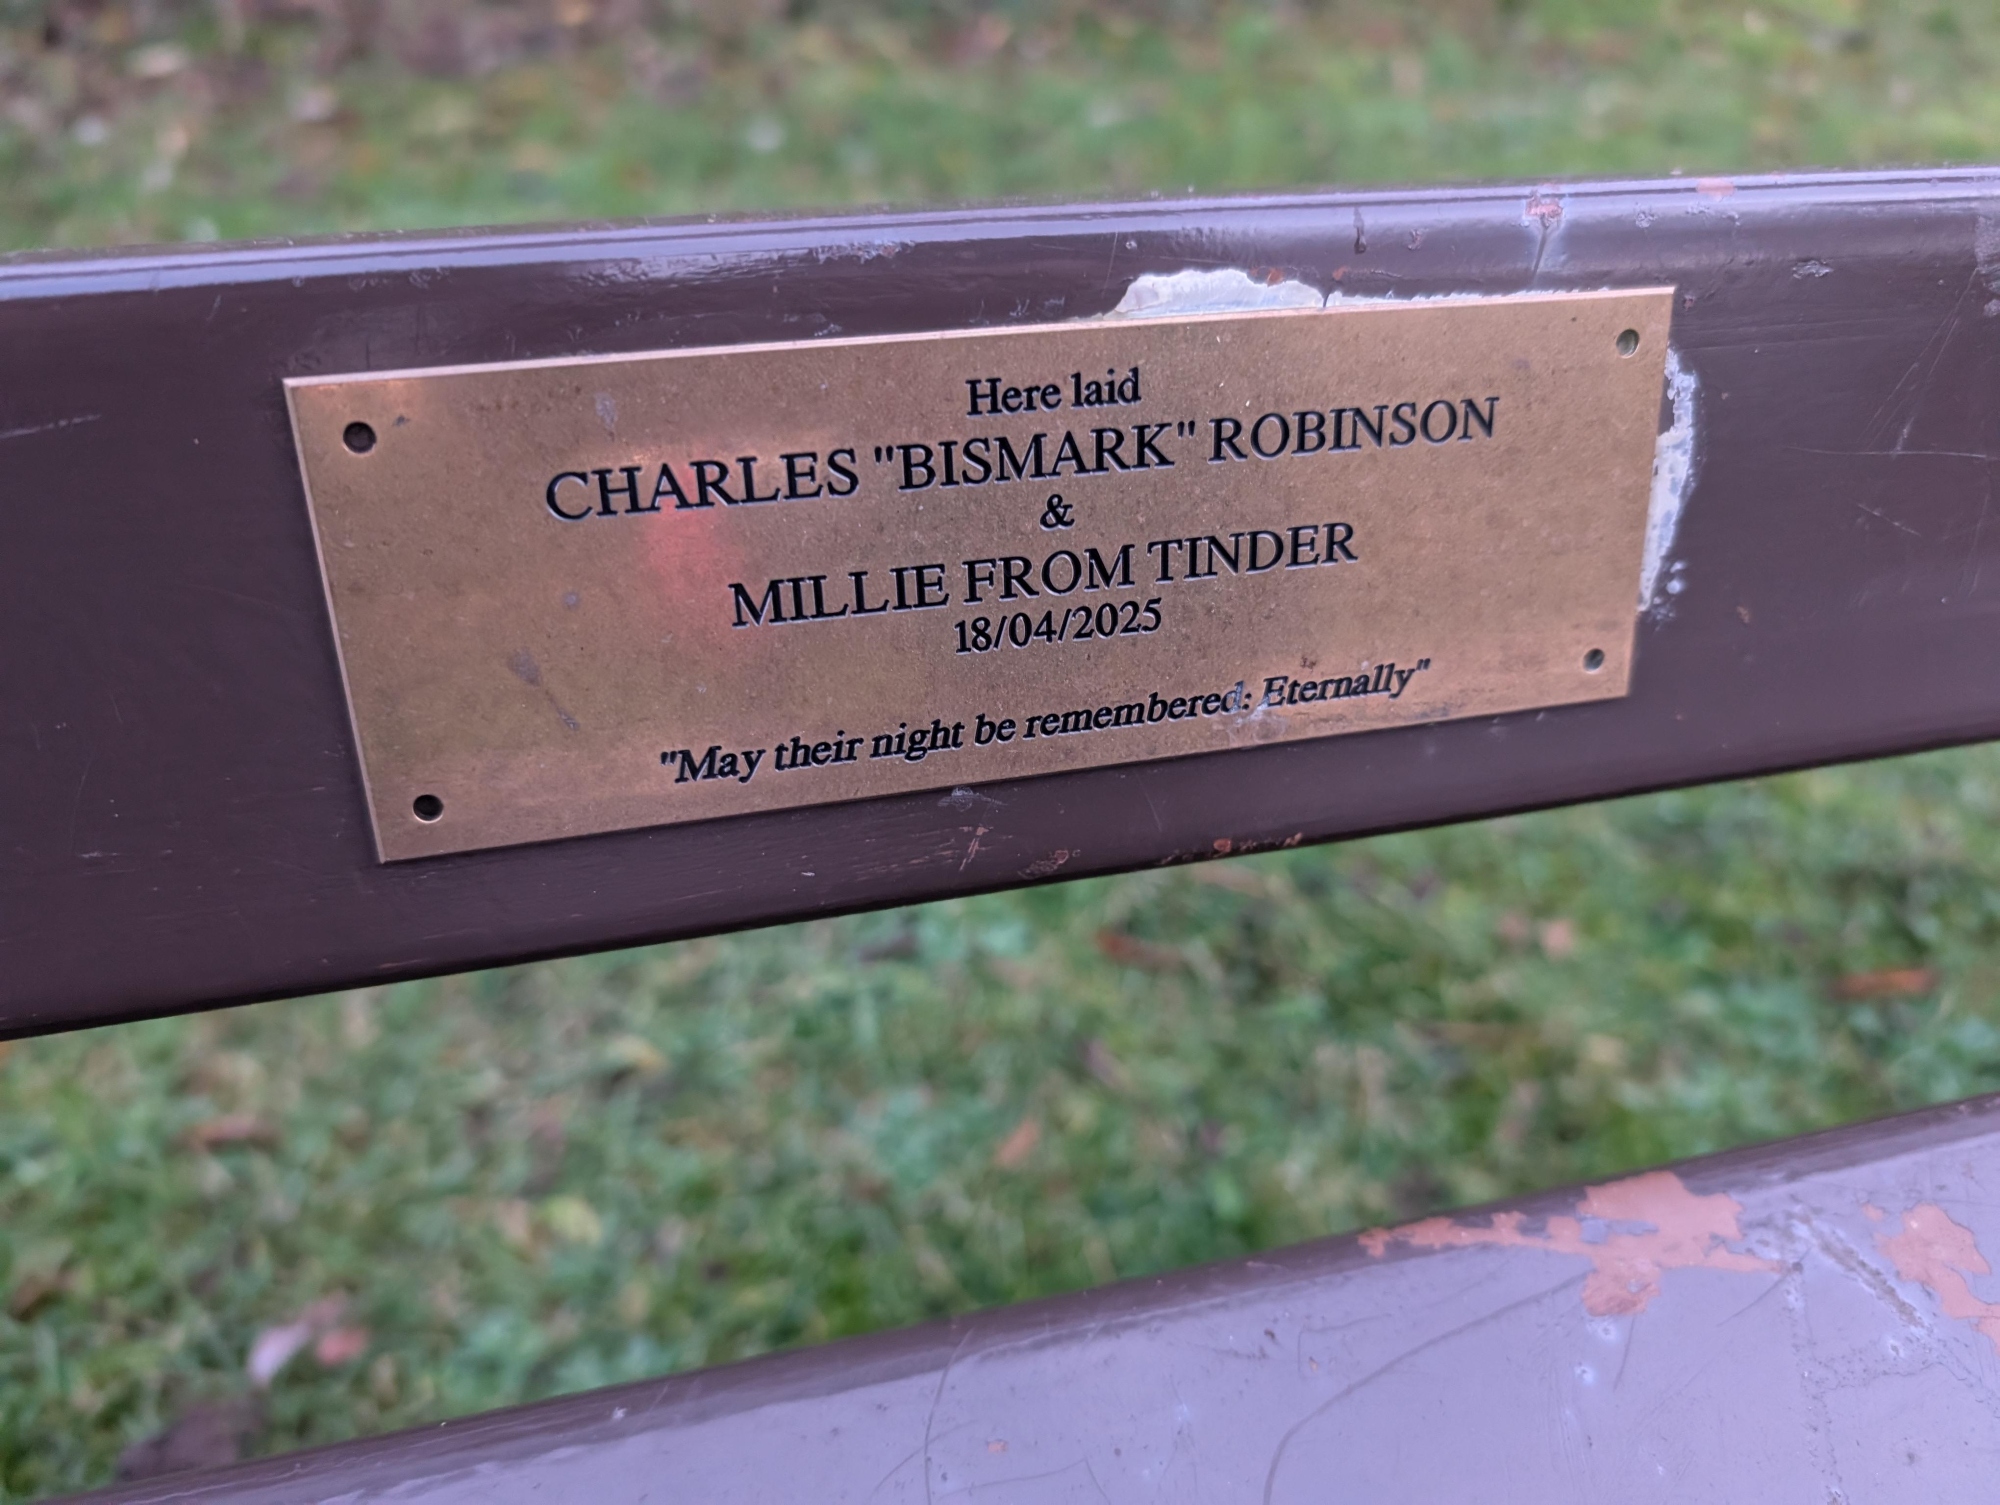 Here laid
CHARLES "BISMARK" ROBINSON
&
MILLIE FROM TINDER
18/04/2025
"May their night be remembered: Eternally"